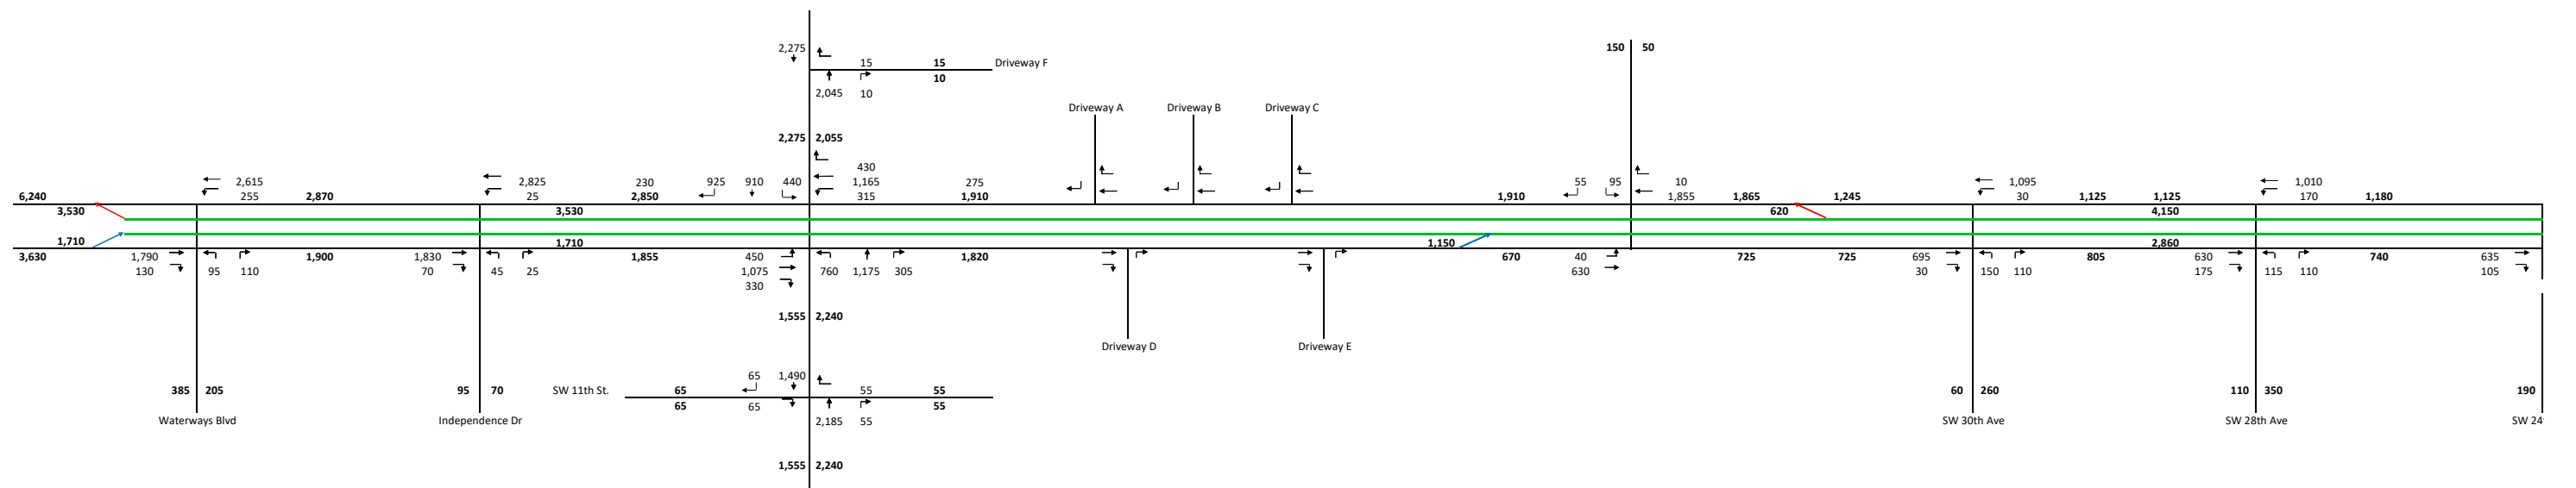 2,275 150 50
15 15 Driveway F
10
2,045 10
Driveway A Driveway B Driveway C
2,275 2,055
430
2,615 2,825 230 925 910 440 1,165 275 55 95 10 1,095 1,010
6,240 255 2,870 25 2,850 315 1,910 1,910 1,855 1,865 1,245 30 1,125 1,125 170 1,180
3,530 3,530 620 4,150
1,710 1,710 1,150 2,860
3,630 1,790 1,900 1,830 1,855 450 1,820 670 40 725 725 695 805 630 740 635
130 95 110 70 45 25 1,075 760 1,175 305 630 30 150 110 175 115 110 105
330
1,555 2,240
Driveway D Driveway E
65 1,490
385 205 95 70 SW 11th St. 65 55 55 60 260 110 350 190
65 65 55
Waterways Blvd Independence Dr 2,185 55 SW 30th Ave SW 28th Ave SW 24
1,555 2,240